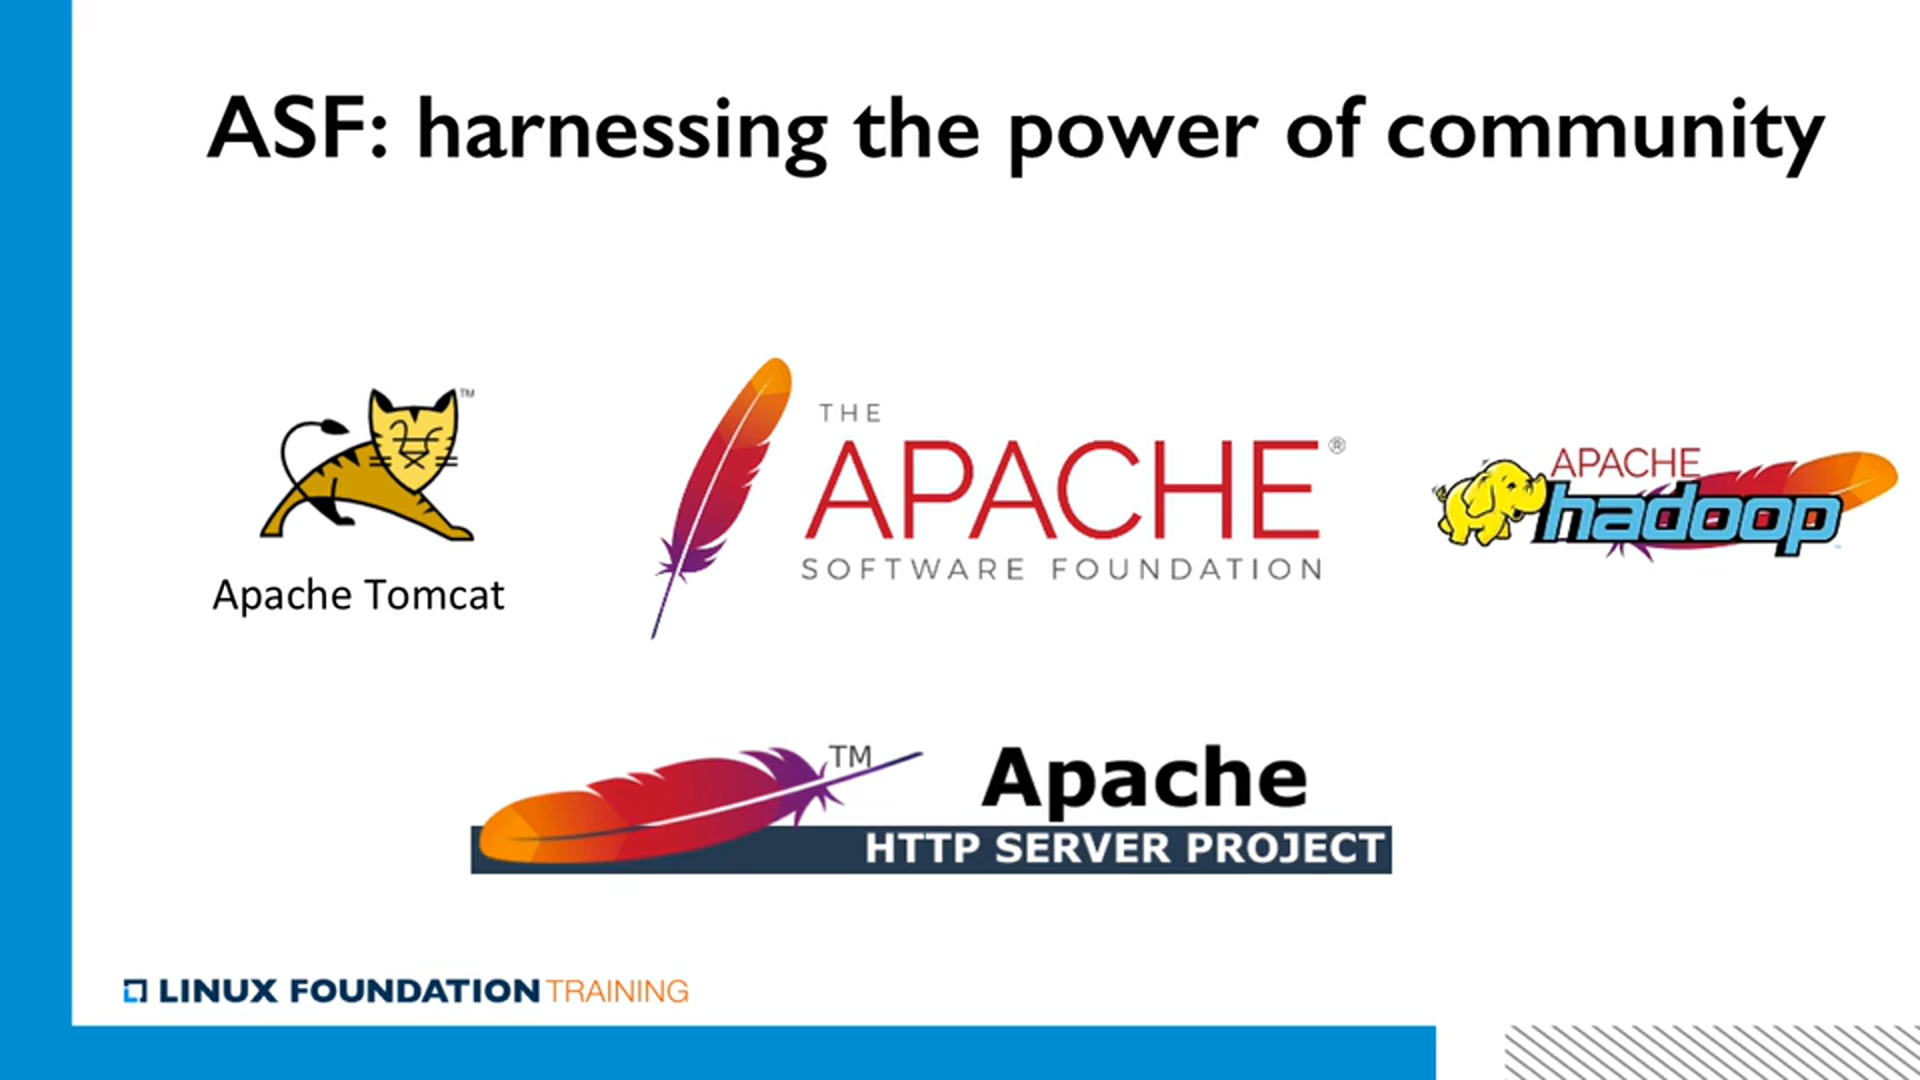 ASF: harnessing the power of community
TM
Apache Tomcat
THE
APACHE®
SOFTWARE FOUNDATION
APACHE
hadoop
TM
Apache
HTTP SERVER PROJECT
LINUX FOUNDATION TRAINING